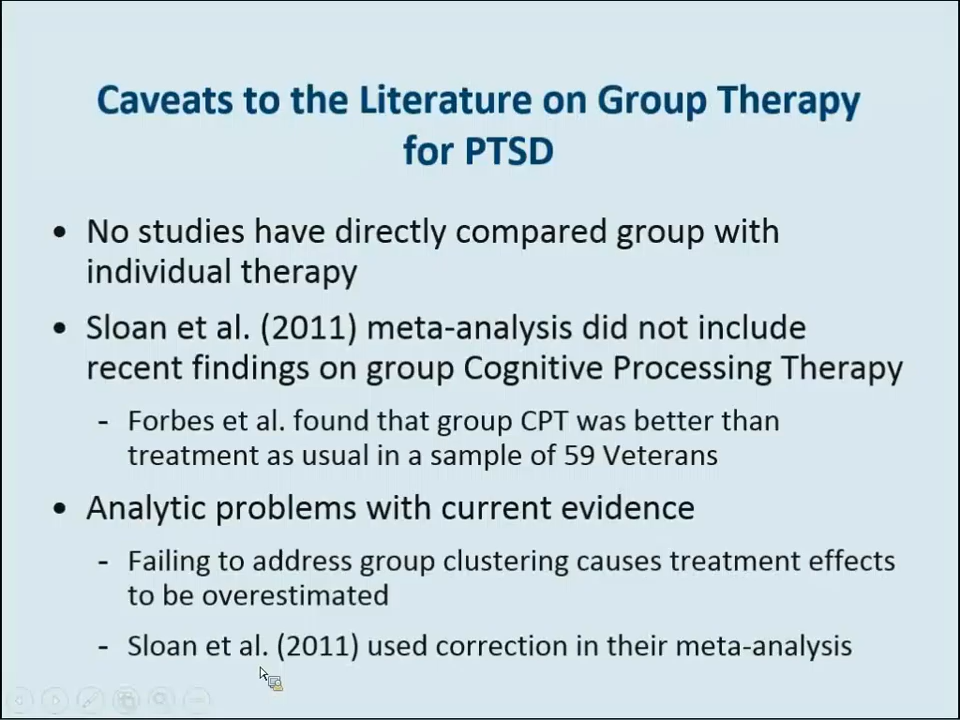 Caveats to the Literature on Group Therapy
for PTSD
• No studies have directly compared group with
individual therapy
• Sloan et al. (2011) meta-analysis did not include
recent findings on group Cognitive Processing Therapy
- Forbes et al. found that group CPT was better than
treatment as usual in a sample of 59 Veterans
• Analytic problems with current evidence
- Failing to address group clustering causes treatment effects
to be overestimated
- Sloan et al. (2011) used correction in their meta-analysis